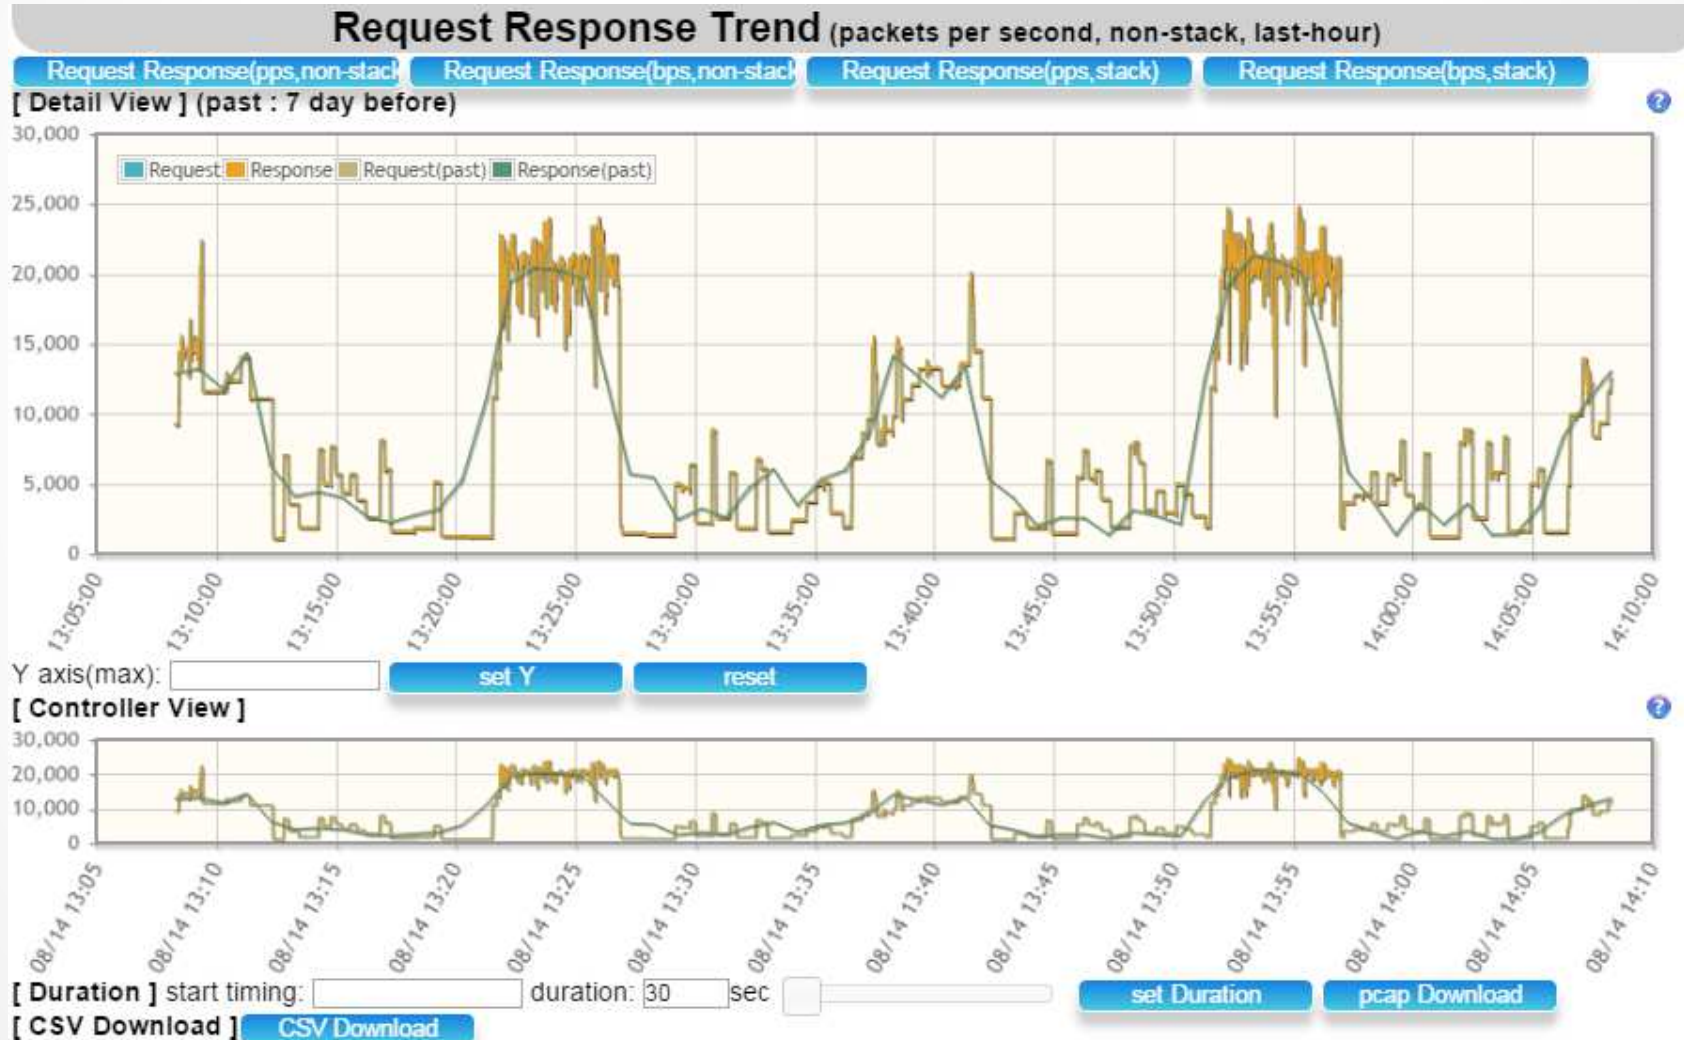 Request Response Trend (packets per second, non-stack, last-hour)
Request Response(pps,non-stack Request Response(bps,non-stack Request Response(pps,stack) Request Response(bps,stack)
[ Detail View ] (past : 7 day before) ?
30,000
Request Response Request(past) Response(past)
25,000
20,000
15,000
10,000
5,000
0
13:05:00 13:10:00 13:15:00 13:20:00 13:25:00 13:30:00 13:35:00 13:40:00 13:45:00 13:50:00 13:55:00 14:00:00 14:05:00 14:10:00
Y axis(max): set Y reset
[ Controller View ] ?
30,000
20,000
10,000
0
08/14 13:05 08/14 13:10 08/14 13:15 08/14 13:20 08/14 13:25 08/14 13:30 08/14 13:35 08/14 13:40 08/14 13:45 08/14 13:50 08/14 13:55 08/14 14:00 08/14 14:05 08/14 14:10
[ Duration ] start timing: duration: 30 sec set Duration pcap Download
[ CSV Download ] CSV Download